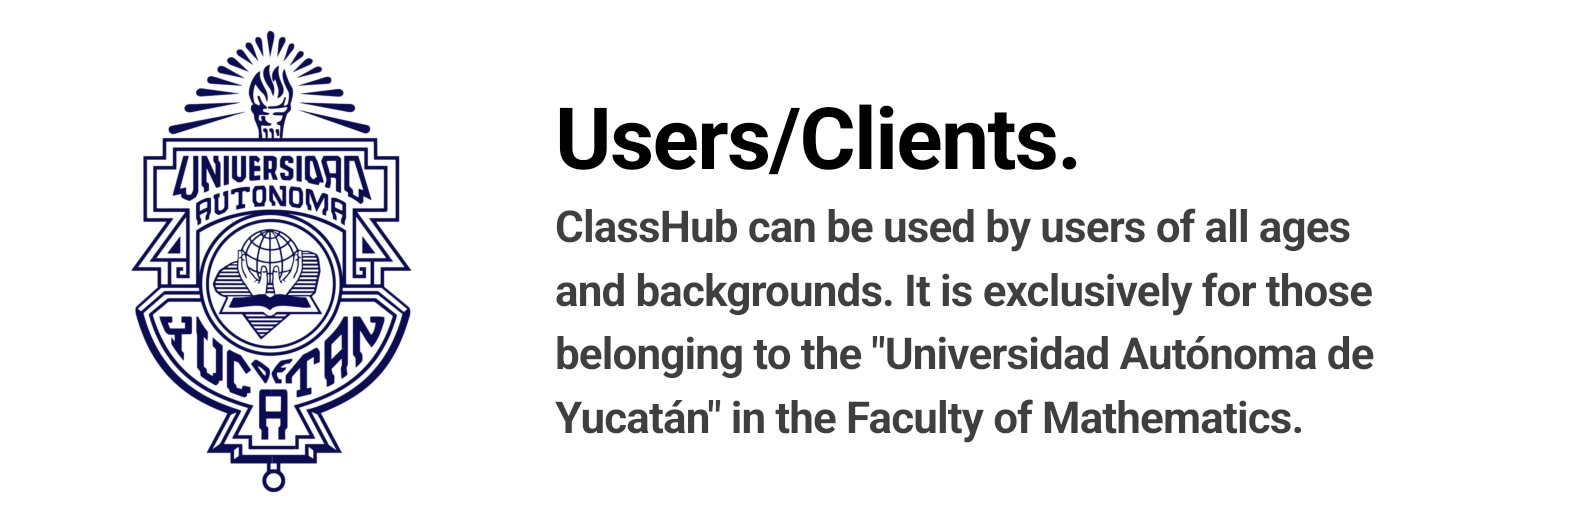 UNIVERSIDAD
AUTONOMA
DE
YUCATAN
Users/Clients.
ClassHub can be used by users of all ages
and backgrounds. It is exclusively for those
belonging to the "Universidad Autónoma de
Yucatán" in the Faculty of Mathematics.